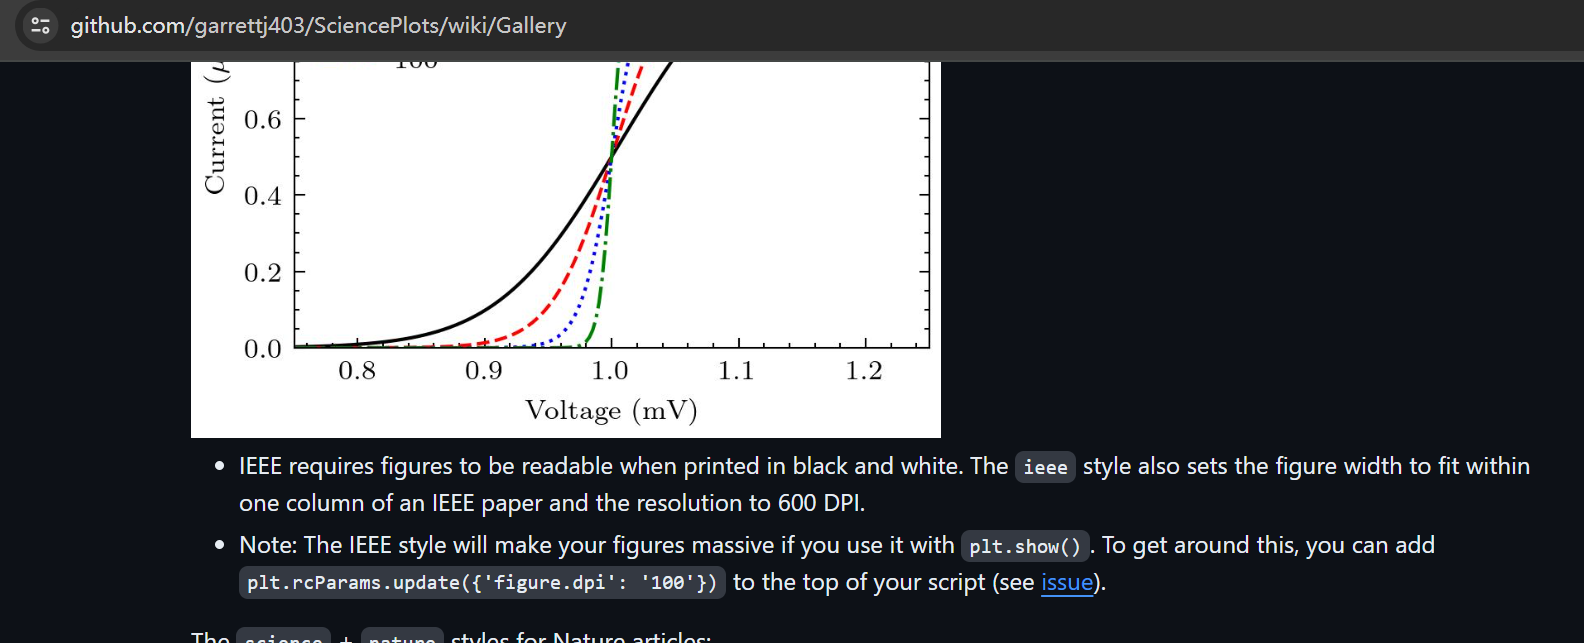 github.com/garrettj403/SciencePlots/wiki/Gallery
100
Current (μ
0.6
0.4
0.2
0.0
0.8 0.9 1.0 1.1 1.2
Voltage (mV)
IEEE requires figures to be readable when printed in black and white. The ieee style also sets the figure width to fit within
one column of an IEEE paper and the resolution to 600 DPI.
Note: The IEEE style will make your figures massive if you use it with plt.show(). To get around this, you can add
plt.rcParams.update({'figure.dpi': '100'}) to the top of your script (see issue).
The science + nature styles for Nature articles: